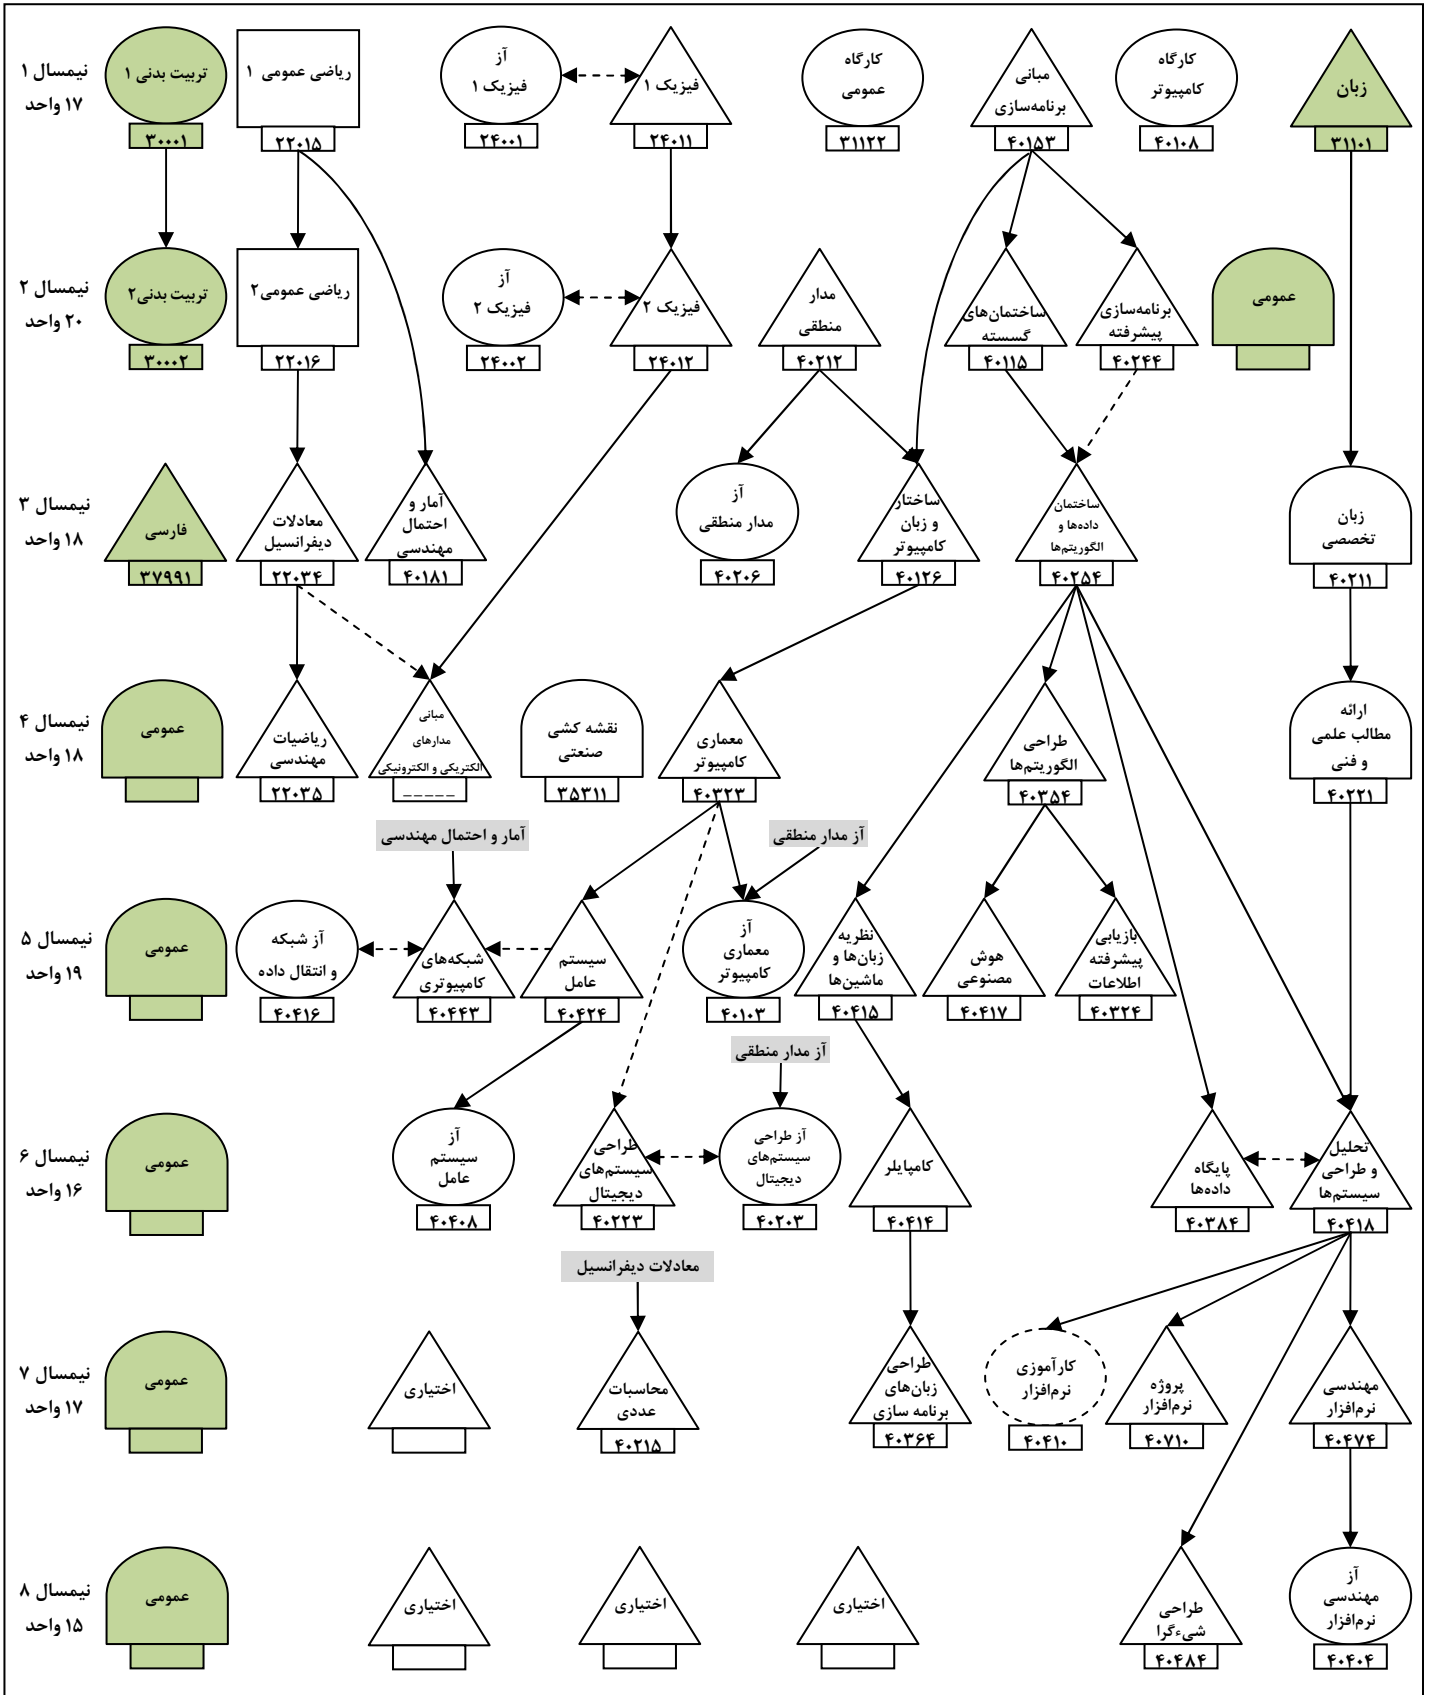 نیمسال ۱
۱۷ واحد
زبان
۳۱۱۰۱
کارگاه
کامپیوتر
۴۰۱۰۸
مبانی
برنامه‌سازی
۴۰۱۵۳
کارگاه
عمومی
۳۱۱۲۲
فیزیک ۱
۲۴۰۱۱
آز
فیزیک ۱
۲۴۰۰۱
ریاضی عمومی ۱
۲۲۰۱۵
تربیت بدنی ۱
۳۰۰۰۱
نیمسال ۲
۲۰ واحد
عمومی
برنامه‌سازی
پیشرفته
۴۰۲۴۴
ساختمان‌های
گسسته
۴۰۱۱۵
مدار
منطقی
۴۰۲۱۲
فیزیک ۲
۲۴۰۱۲
آز
فیزیک ۲
۲۴۰۰۲
ریاضی عمومی۲
۲۲۰۱۶
تربیت بدنی۲
۳۰۰۰۲
نیمسال ۳
۱۸ واحد
زبان
تخصصی
۴۰۲۱۱
ساختمان
داده‌ها و
الگوریتم‌ها
۴۰۲۵۴
ساختار
و زبان
کامپیوتر
۴۰۱۲۶
آز
مدار منطقی
۴۰۲۰۶
آمار و
احتمال
مهندسی
۴۰۱۸۱
معادلات
دیفرانسیل
۲۲۰۳۴
فارسی
۳۷۹۹۱
نیمسال ۴
۱۸ واحد
ارائه
مطالب علمی
و فنی
۴۰۲۲۱
طراحی
الگوریتم‌ها
۴۰۳۵۴
معماری
کامپیوتر
۴۰۳۲۳
نقشه کشی
صنعتی
۳۵۳۱۱
مبانی
مدارهای
الکتریکی و الکترونیکی
_____
ریاضیات
مهندسی
۲۲۰۳۵
عمومی
آز مدار منطقی
آمار و احتمال مهندسی
نیمسال ۵
۱۹ واحد
بازیابی
پیشرفته
اطلاعات
۴۰۳۲۴
هوش
مصنوعی
۴۰۴۱۷
نظریه
زبان‌ها و
ماشین‌ها
۴۰۴۱۵
آز
معماری
کامپیوتر
۴۰۱۰۳
سیستم
عامل
۴۰۴۲۴
شبکه‌های
کامپیوتری
۴۰۴۴۳
آز شبکه
و انتقال داده
۴۰۴۱۶
عمومی
آز مدار منطقی
نیمسال ۶
۱۶ واحد
تحلیل
و طراحی
سیستم‌ها
۴۰۴۱۸
پایگاه
داده‌ها
۴۰۳۸۴
کامپایلر
۴۰۴۱۴
آز طراحی
سیستم‌های
دیجیتال
۴۰۲۰۳
طراحی
سیستم‌های
دیجیتال
۴۰۲۲۳
آز
سیستم
عامل
۴۰۴۰۸
عمومی
معادلات دیفرانسیل
نیمسال ۷
۱۷ واحد
مهندسی
نرم‌افزار
۴۰۴۷۴
پروژه
نرم‌افزار
۴۰۷۱۰
کارآموزی
نرم‌افزار
۴۰۴۱۰
طراحی
زبان‌های
برنامه سازی
۴۰۳۶۴
محاسبات
عددی
۴۰۲۱۵
اختیاری
عمومی
نیمسال ۸
۱۵ واحد
آز
مهندسی
نرم‌افزار
۴۰۴۰۴
طراحی
شیءگرا
۴۰۴۸۴
اختیاری
اختیاری
اختیاری
عمومی